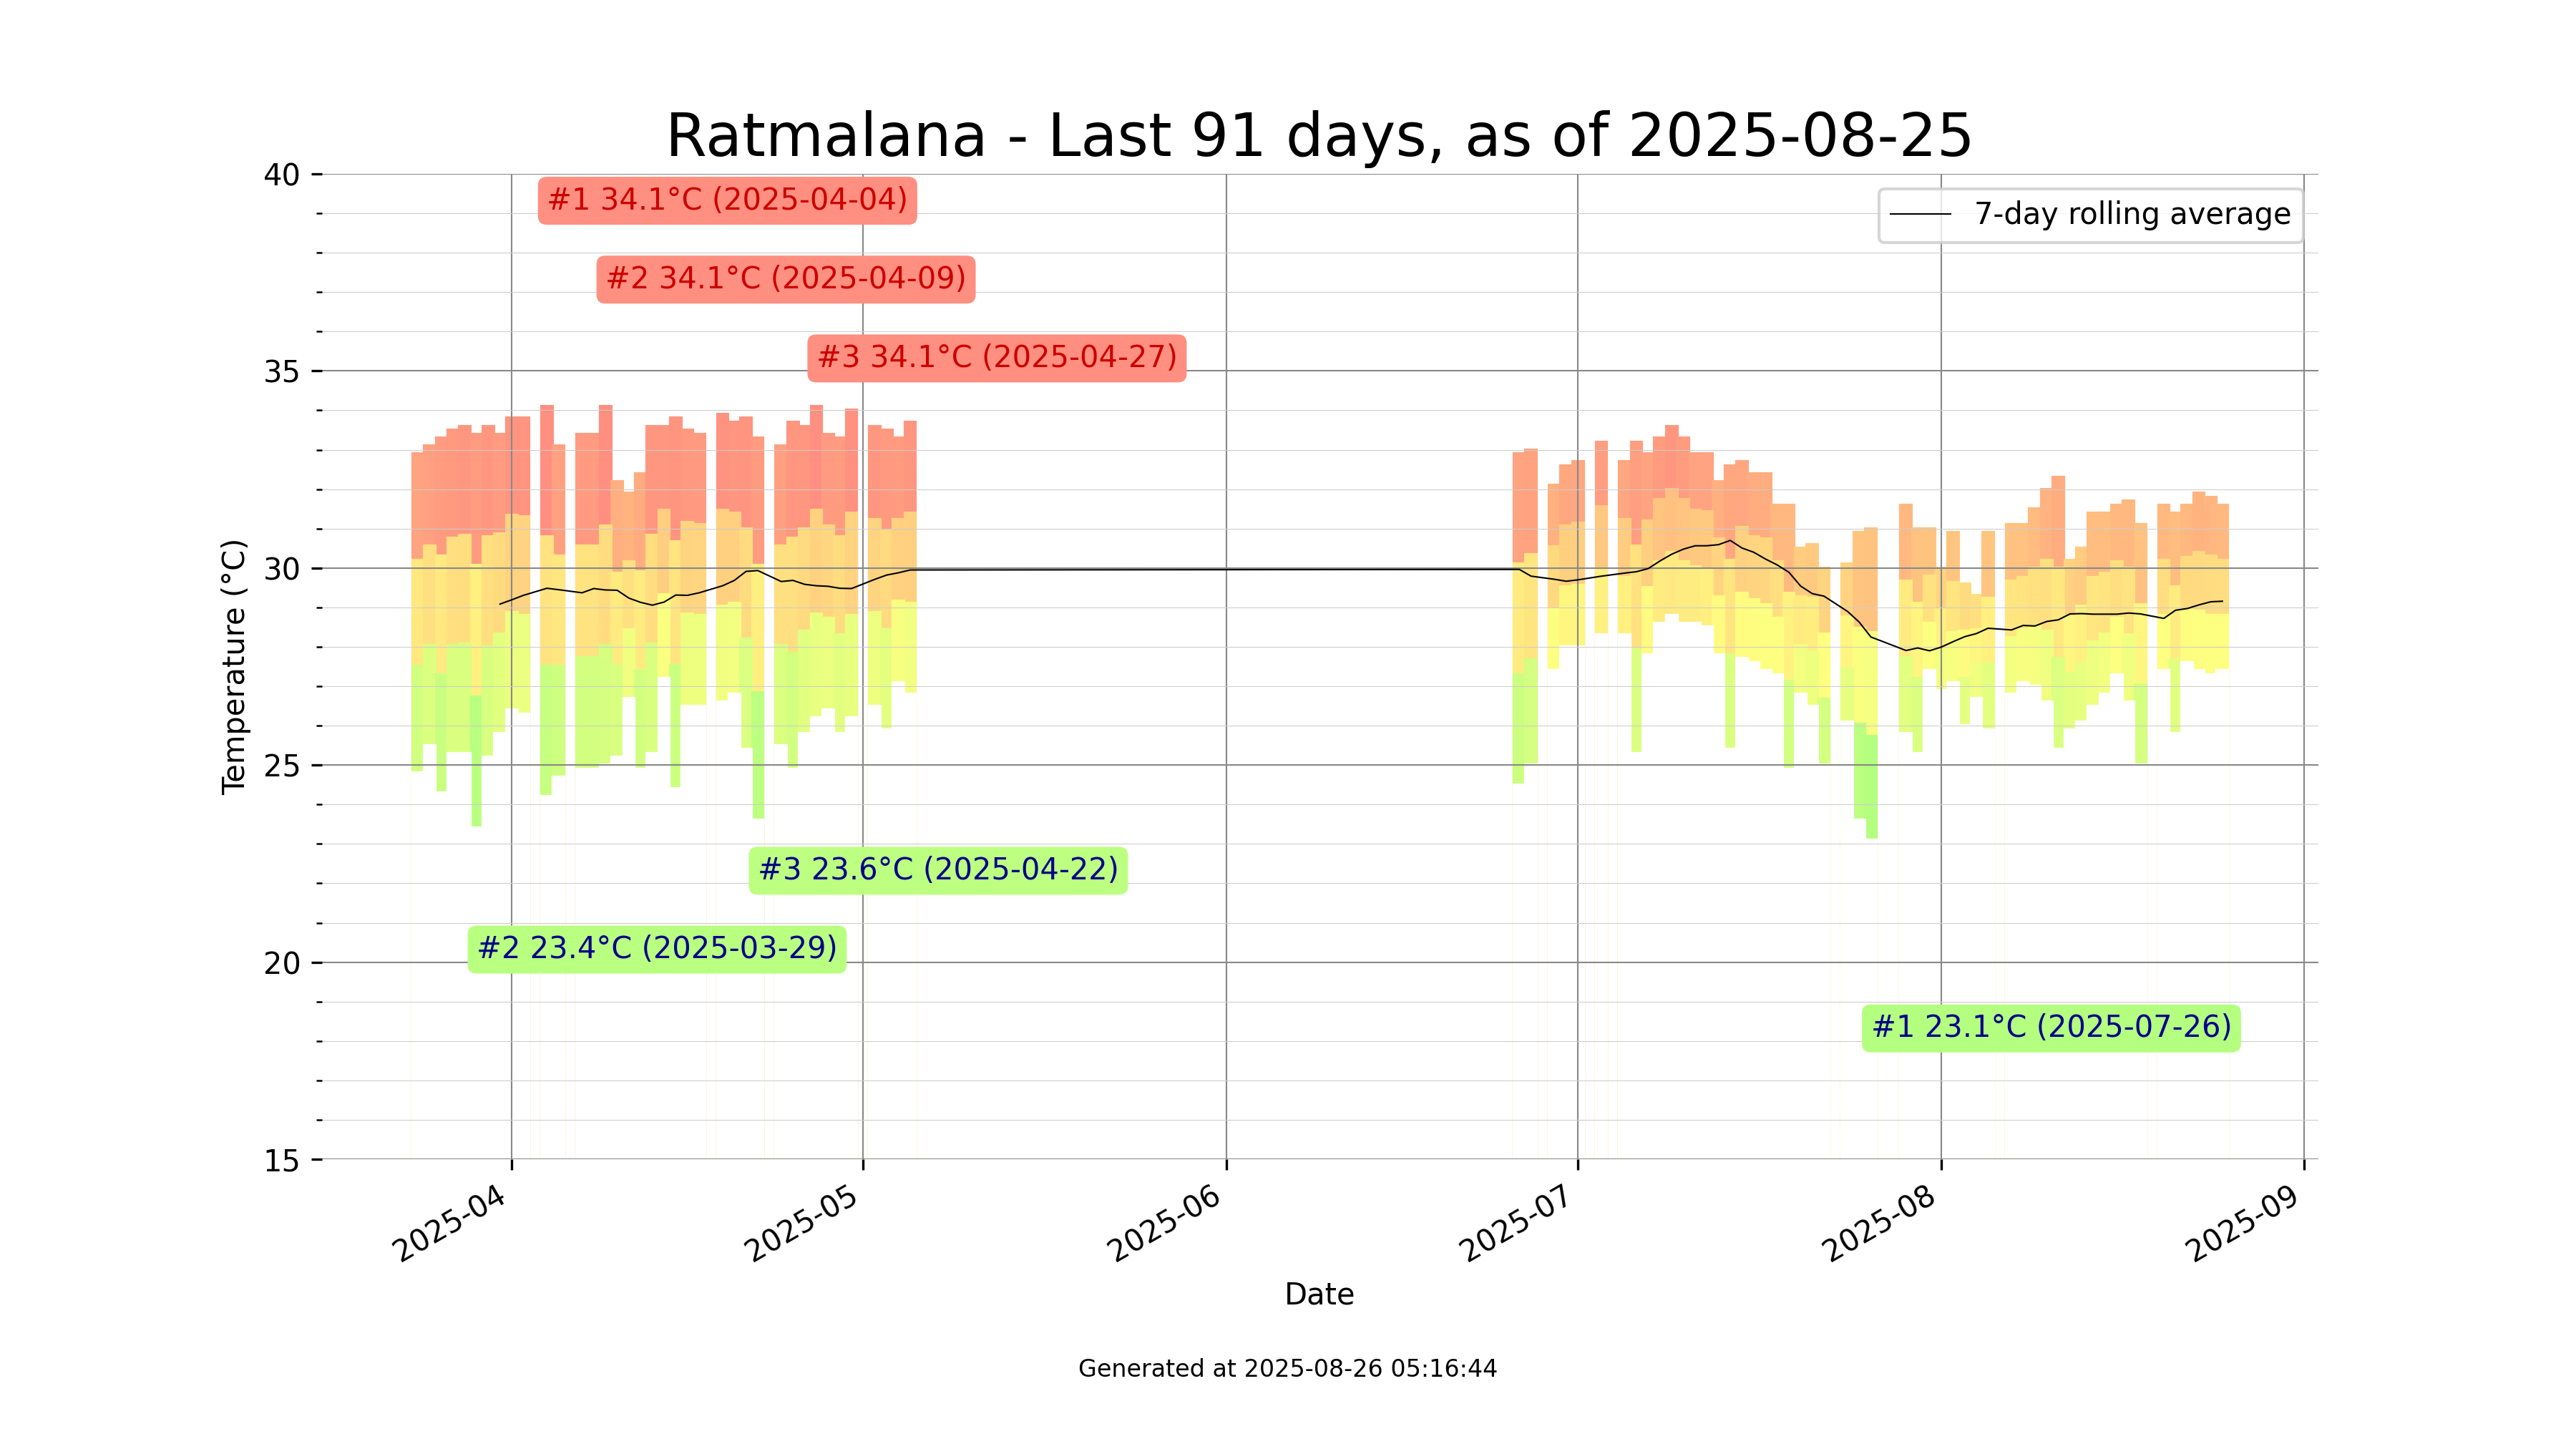 Ratmalana - Last 91 days, as of 2025-08-25
40
35
30
25
20
15
Temperature (°C)
7-day rolling average
#1 34.1°C (2025-04-04)
#2 34.1°C (2025-04-09)
#3 34.1°C (2025-04-27)
#3 23.6°C (2025-04-22)
#2 23.4°C (2025-03-29)
#1 23.1°C (2025-07-26)
2025-04
2025-05
2025-06
2025-07
2025-08
2025-09
Date
Generated at 2025-08-26 05:16:44